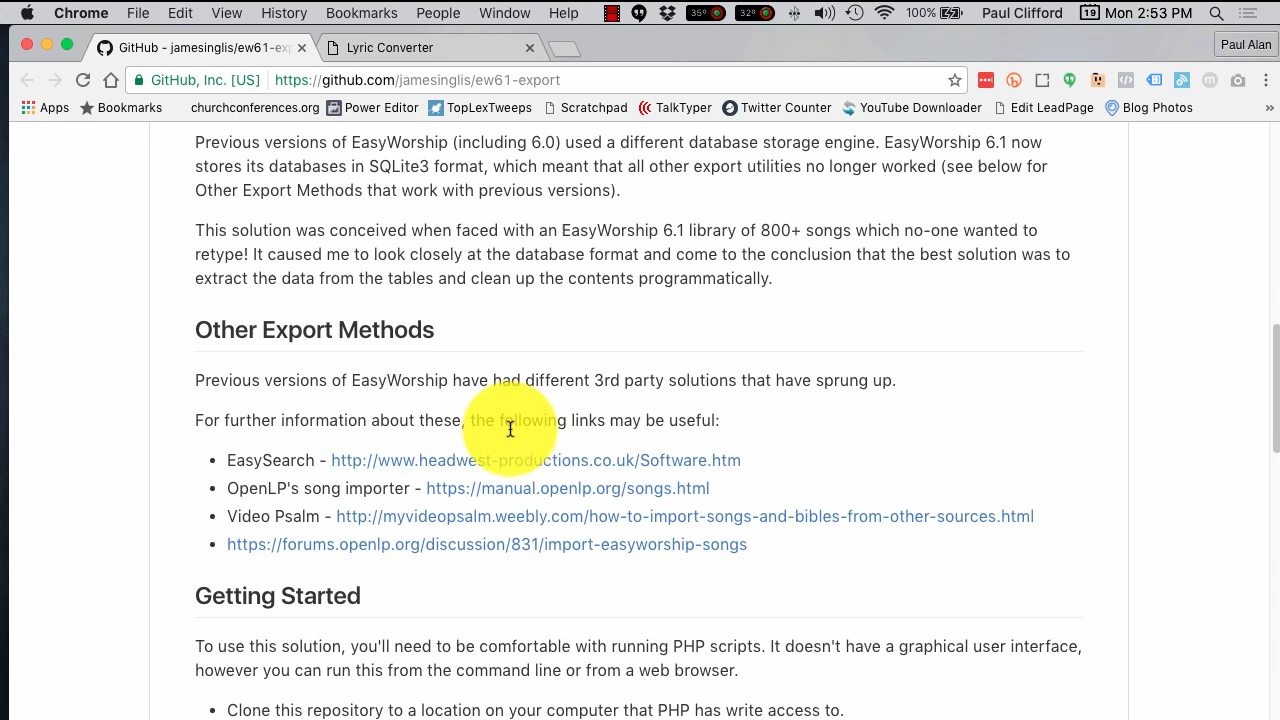 Chrome File Edit View History Bookmarks People Window Help 35° 32° 100% Paul Clifford 19 Mon 2:53 PM
GitHub - jamesinglis/ew61-exp Lyric Converter Paul Alan
GitHub, Inc. [US] https://github.com/jamesinglis/ew61-export
Apps Bookmarks churchconferences.org Power Editor TopLexTweeps Scratchpad TalkTyper Twitter Counter YouTube Downloader Edit LeadPage Blog Photos »
Previous versions of EasyWorship (including 6.0) used a different database storage engine. EasyWorship 6.1 now
stores its databases in SQLite3 format, which meant that all other export utilities no longer worked (see below for
Other Export Methods that work with previous versions).
This solution was conceived when faced with an EasyWorship 6.1 library of 800+ songs which no-one wanted to
retype! It caused me to look closely at the database format and come to the conclusion that the best solution was to
extract the data from the tables and clean up the contents programmatically.
Other Export Methods
Previous versions of EasyWorship have had different 3rd party solutions that have sprung up.
For further information about these, the following links may be useful:
• EasySearch - http://www.headwest-productions.co.uk/Software.htm
• OpenLP's song importer - https://manual.openlp.org/songs.html
• Video Psalm - http://myvideopsalm.weebly.com/how-to-import-songs-and-bibles-from-other-sources.html
• https://forums.openlp.org/discussion/831/import-easyworship-songs
Getting Started
To use this solution, you'll need to be comfortable with running PHP scripts. It doesn't have a graphical user interface,
however you can run this from the command line or from a web browser.
• Clone this repository to a location on your computer that PHP has write access to.